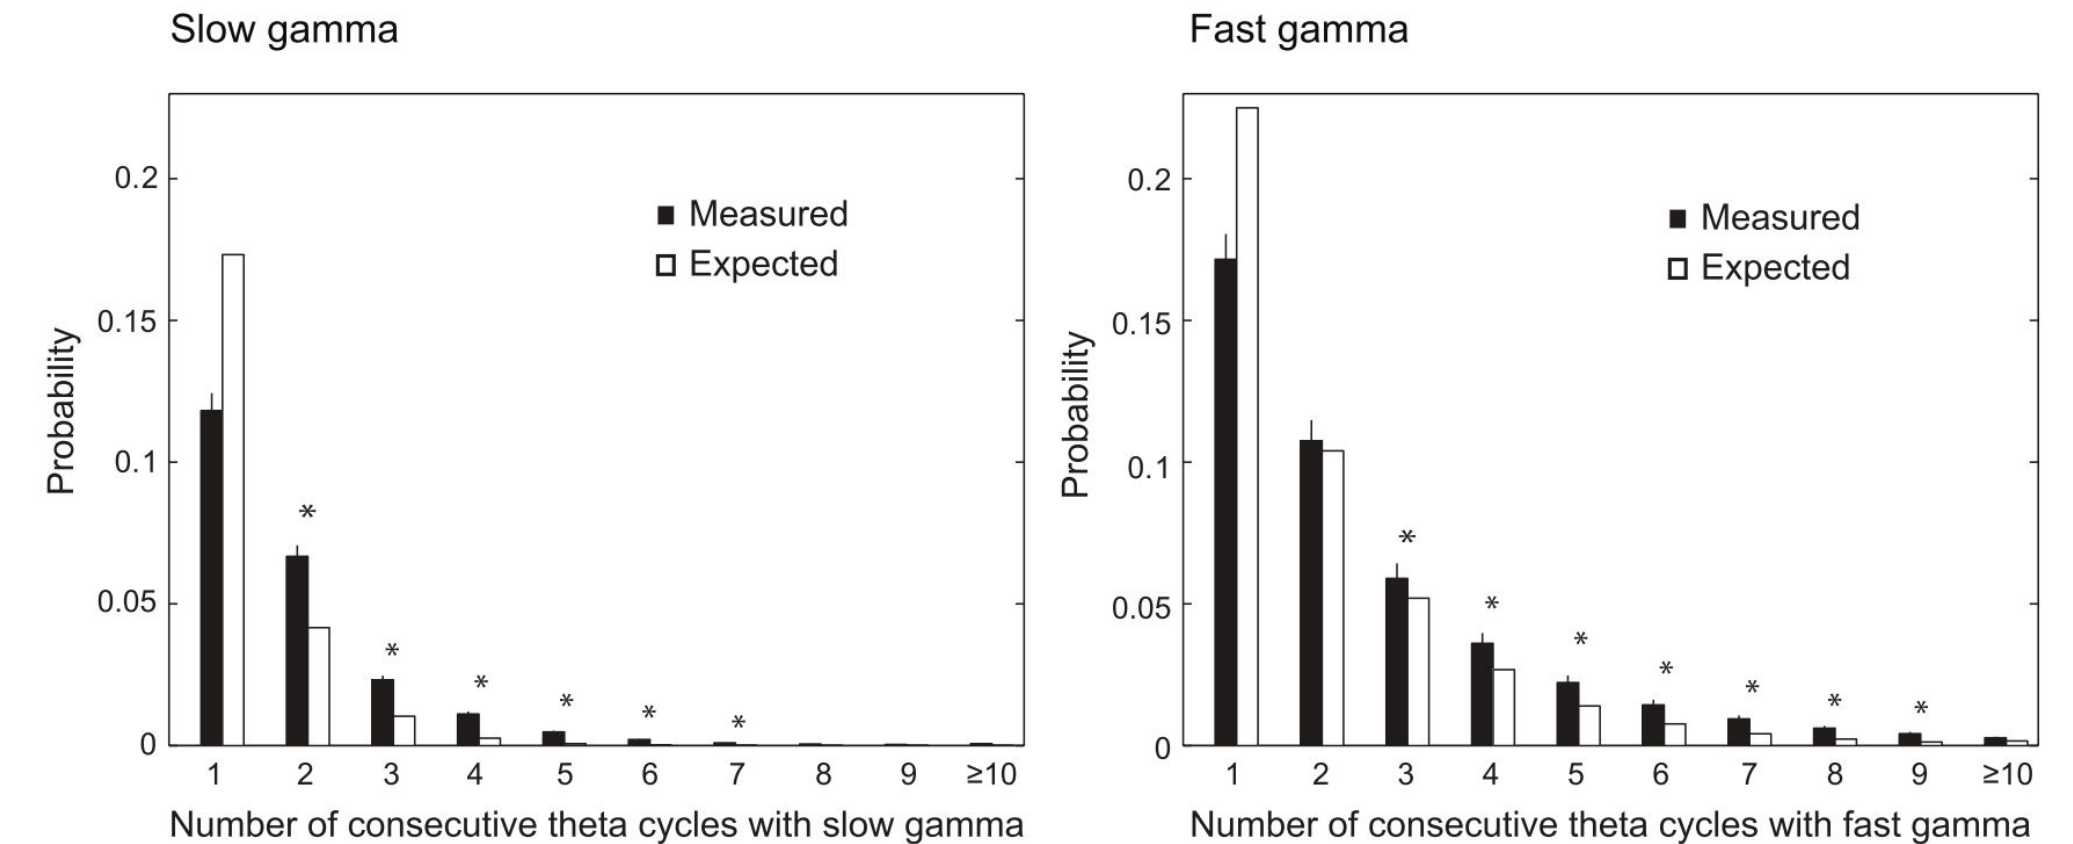 Slow gamma
0.2
0.15
0.1
0.05
0
Probability
Measured
Expected
*
*
*
*
*
*
1 2 3 4 5 6 7 8 9 ≥10
Number of consecutive theta cycles with slow gamma
Fast gamma
0.2
0.15
0.1
0.05
0
Probability
Measured
Expected
*
*
*
*
*
*
*
1 2 3 4 5 6 7 8 9 ≥10
Number of consecutive theta cycles with fast gamma